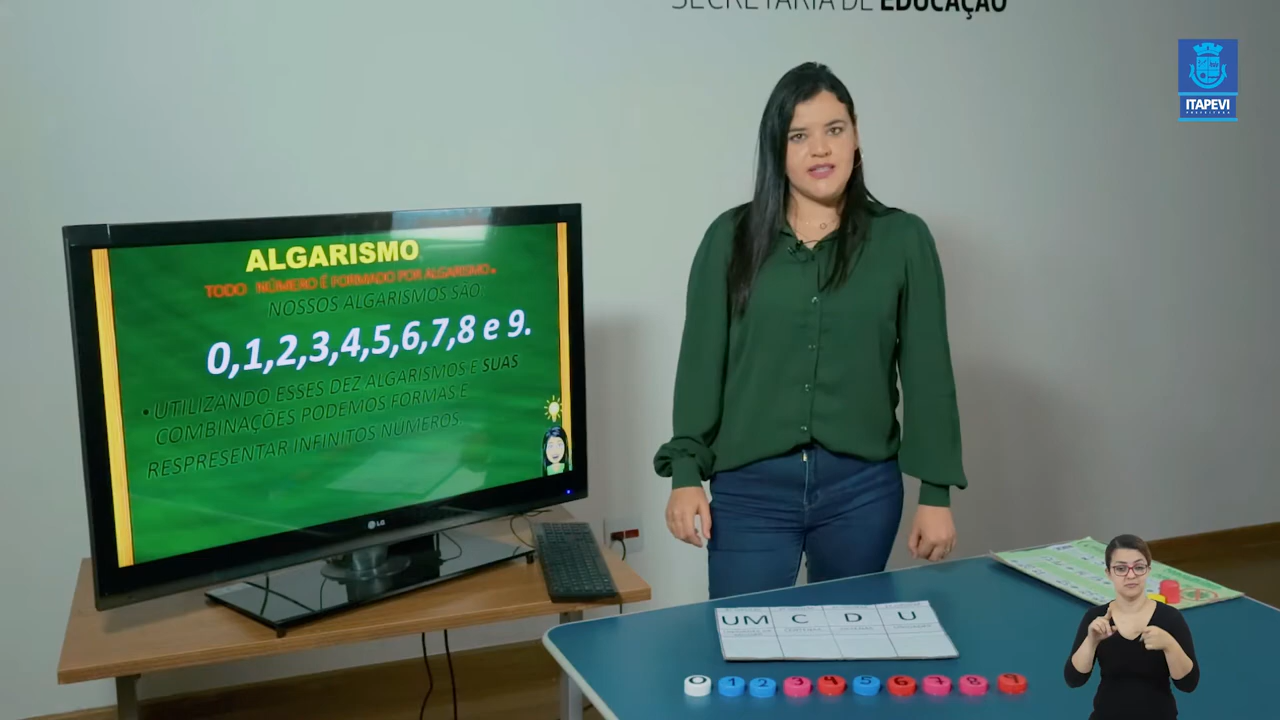 SECRETARIA DE EDUCAÇÃO
ITAPEVI
PREFEITURA
ALGARISMO
TODO NÚMERO É FORMADO POR ALGARISMO.
NOSSOS ALGARISMOS SÃO:
0,1,2,3,4,5,6,7,8 e 9.
• UTILIZANDO ESSES DEZ ALGARISMOS E SUAS
COMBINAÇÕES PODEMOS FORMAS E
RESPRESENTAR INFINITOS NÚMEROS.
LG
UM C D U
0 1 2 3 4 5 6 7 8 9